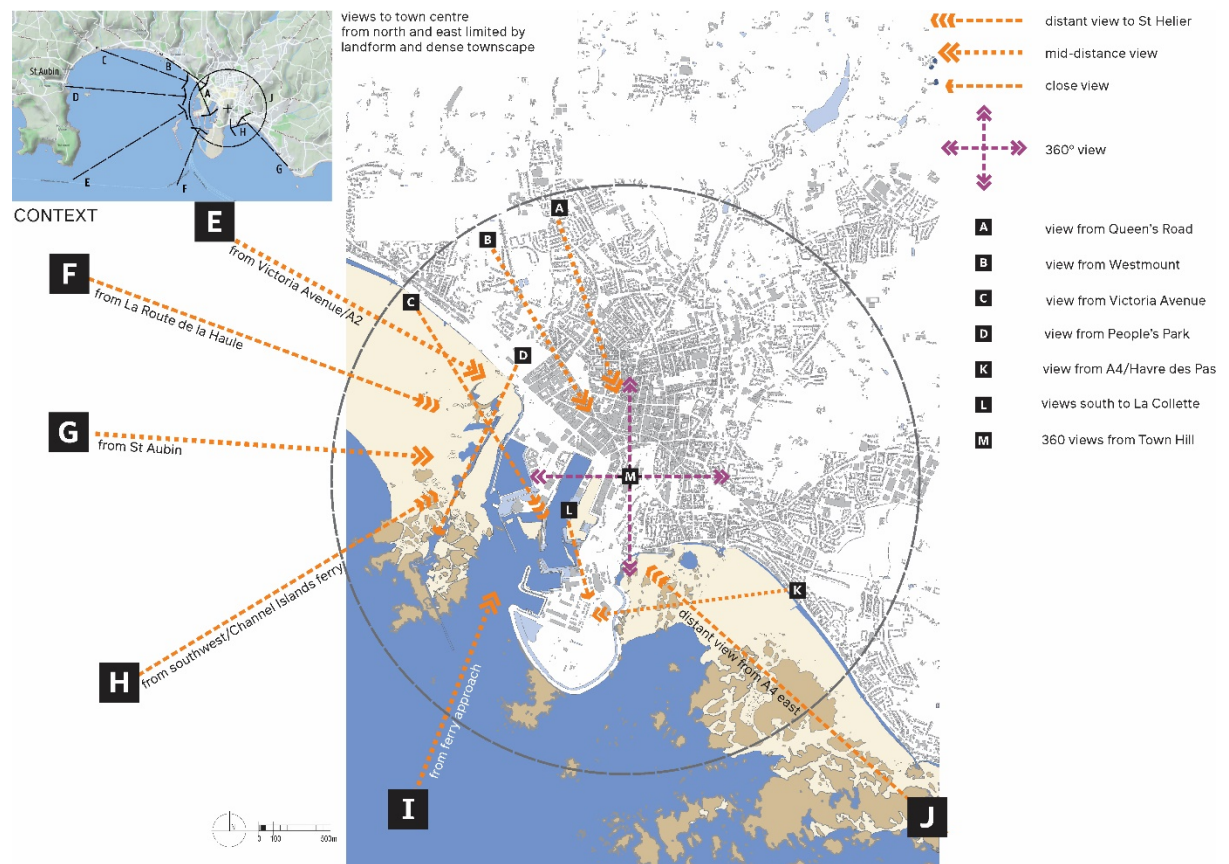 views to town centre
from north and east limited by
landform and dense townscape
St Aubin
C
B
A
D
J
H
G
E
F
CONTEXT
distant view to St Helier
mid-distance view
close view
360º view
A view from Queen's Road
B view from Westmount
C view from Victoria Avenue
D view from People's Park
K view from A4/Havre des Pas
L views south to La Collette
M 360 views from Town Hill
E
from Victoria Avenue/A2
F
from La Route de la Haule
G
from St Aubin
H
from southwest/Channel Islands ferry
I
from ferry approach
J
distant view from A4 east
A
B
C
D
M
L
K
0 100 500m